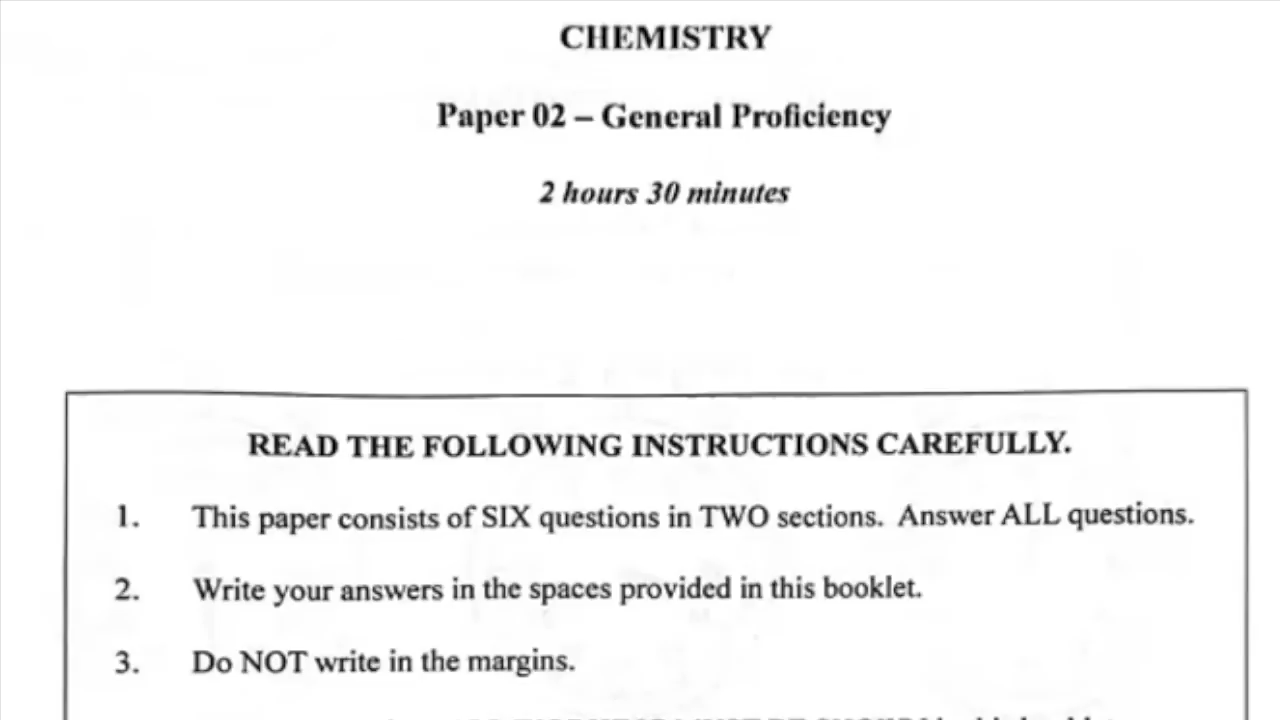 CHEMISTRY
Paper 02 – General Proficiency
2 hours 30 minutes
READ THE FOLLOWING INSTRUCTIONS CAREFULLY.
1. This paper consists of SIX questions in TWO sections. Answer ALL questions.
2. Write your answers in the spaces provided in this booklet.
3. Do NOT write in the margins.